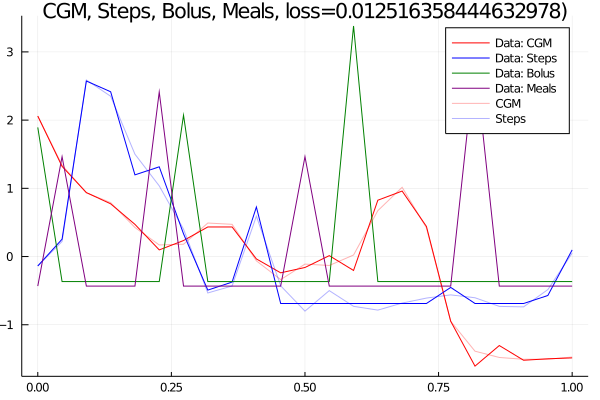 CGM, Steps, Bolus, Meals, loss=0.012516358444632978)
Data: CGM
Data: Steps
Data: Bolus
Data: Meals
CGM
Steps
3
2
1
0
−1
0.00 0.25 0.50 0.75 1.00